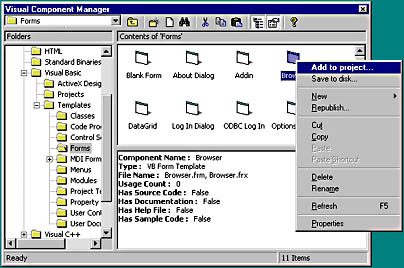 Visual Component Manager
Forms
Folders
Contents of 'Forms'
HTML
Standard Binaries
Visual Basic
ActiveX Design
Projects
Templates
Classes
Code Proc
Control Se
Forms
MDI Form
Menus
Modules
Project Te
Property
User Cont
User Docu
Visual C++
Blank Form
About Dialog
Addin
Brow
DataGrid
Log In Dialog
ODBC Log In
Options
Add to project...
Save to disk...
New
Republish...
Cut
Copy
Paste
Paste Shortcut
Delete
Rename
Refresh F5
Properties
Component Name: Browser
Type: VB Form Template
File Name: Browser.frm, Browser.frx
Usage Count: 0
Has Source Code: False
Has Documentation: False
Has Help File: False
Has Sample Code: False
Ready
11 Items